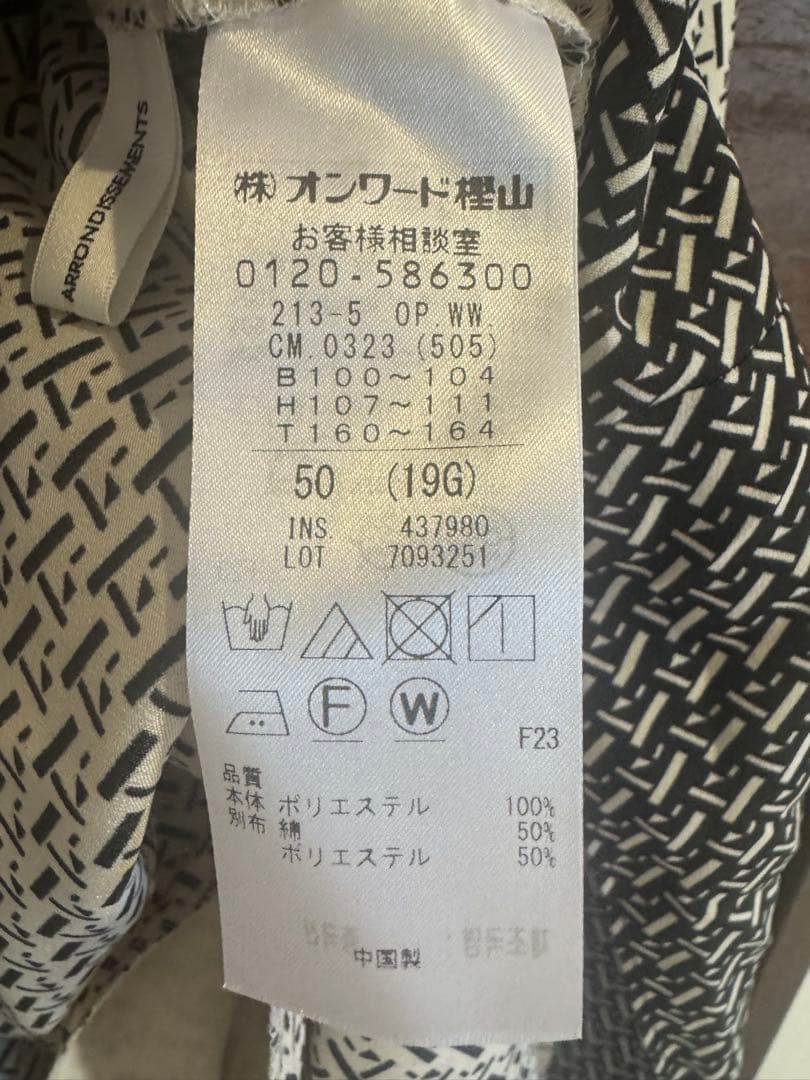 ARRONDISSEMENTS
(株)オンワード樫山
お客様相談室
0120-586300
213-5 OP WW.
CM.0323 (505)
B100~104
H107~111
T160~164
50 (19G)
INS 437980
LOT 7093251
F
W
F23
品質
本体 ポリエステル 100%
別布 綿 50%
ポリエステル 50%
中国製